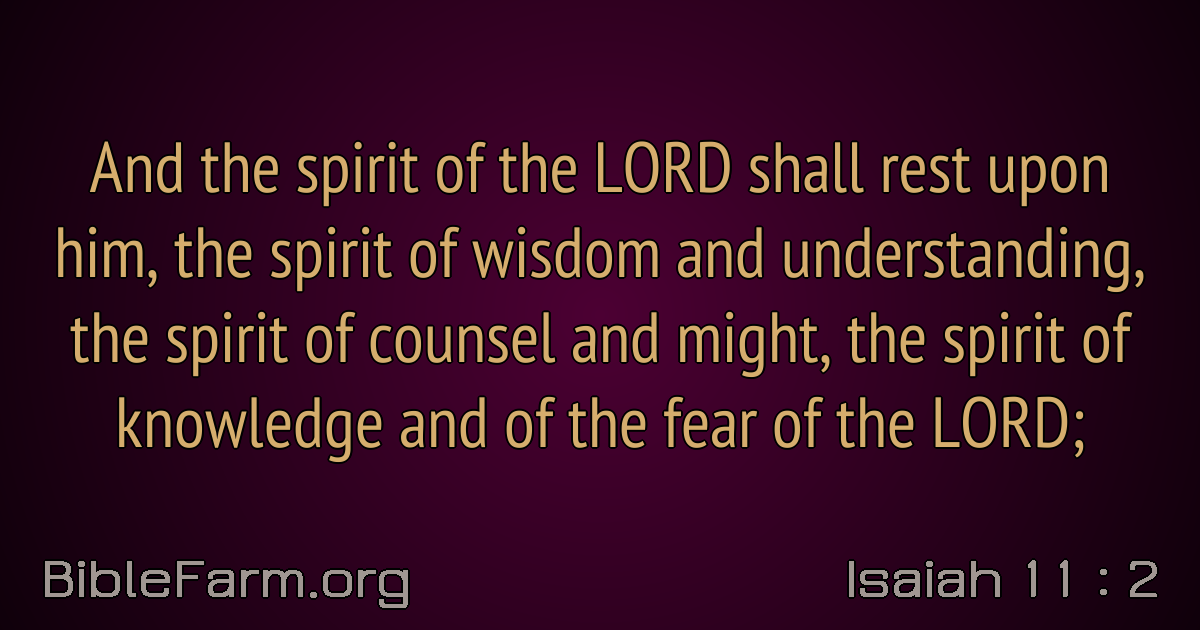 And the spirit of the LORD shall rest upon
him, the spirit of wisdom and understanding,
the spirit of counsel and might, the spirit of
knowledge and of the fear of the LORD;
BibleFarm.org
Isaiah 11 : 2